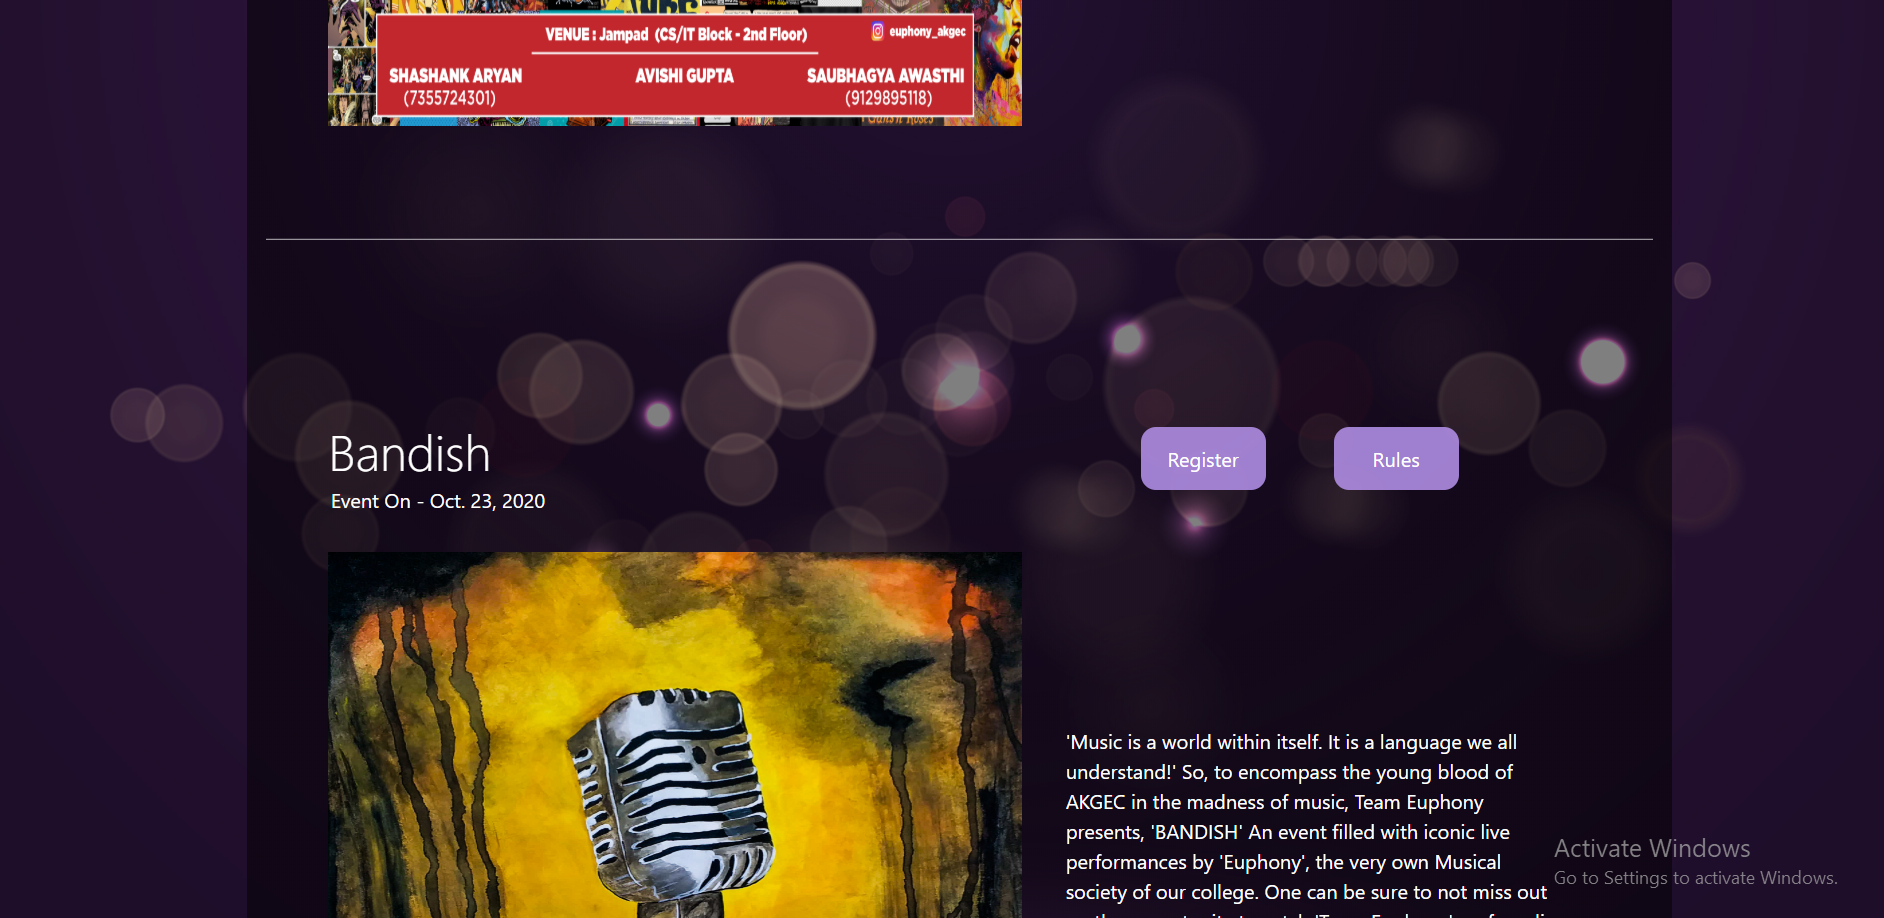 VENUE : Jampad (CS/IT Block - 2nd Floor)
euphony_akgec
SHASHANK ARYAN
(7355724301)
AVISHI GUPTA
SAUBHAGYA AWASTHI
(9129895118)
Guns n' Roses
Bandish
Event On - Oct. 23, 2020
Register
Rules
'Music is a world within itself. It is a language we all
understand!' So, to encompass the young blood of
AKGEC in the madness of music, Team Euphony
presents, 'BANDISH' An event filled with iconic live
performances by 'Euphony', the very own Musical
society of our college. One can be sure to not miss out
Activate Windows
Go to Settings to activate Windows.